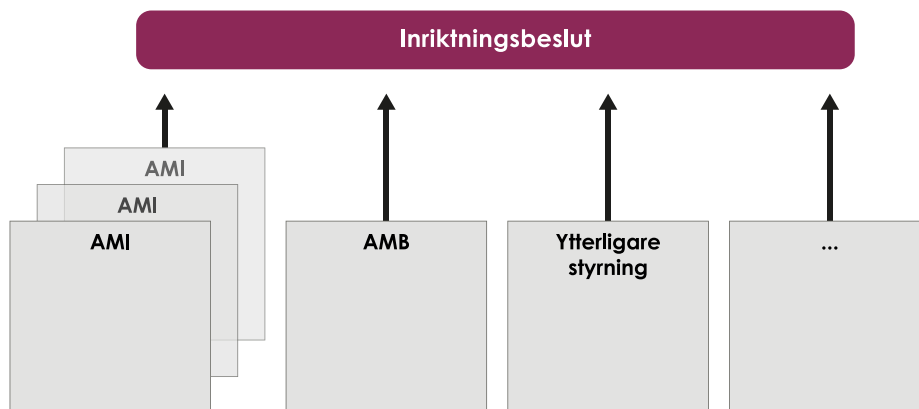 Inriktningsbeslut
AMI
AMI
AMI
AMB
Ytterligare
styrning
...